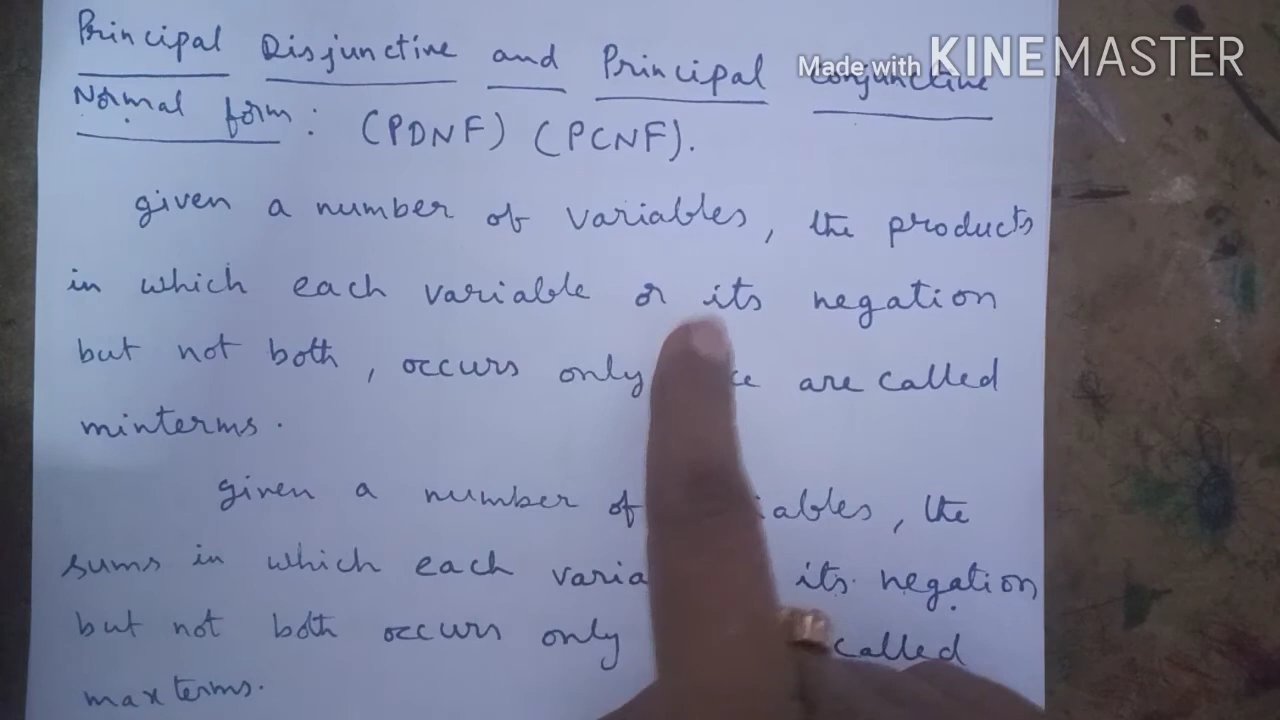 Principal Disjunctive and Principal Conjunctive
Made with KINEMASTER
Normal form: (PDNF) (PCNF).
given a number of variables, the products
in which each variable or its negation
but not both, occurs only are called
minterms.
given a number of , the
sums in which each its negation
but not both occurs only called
maxterms.